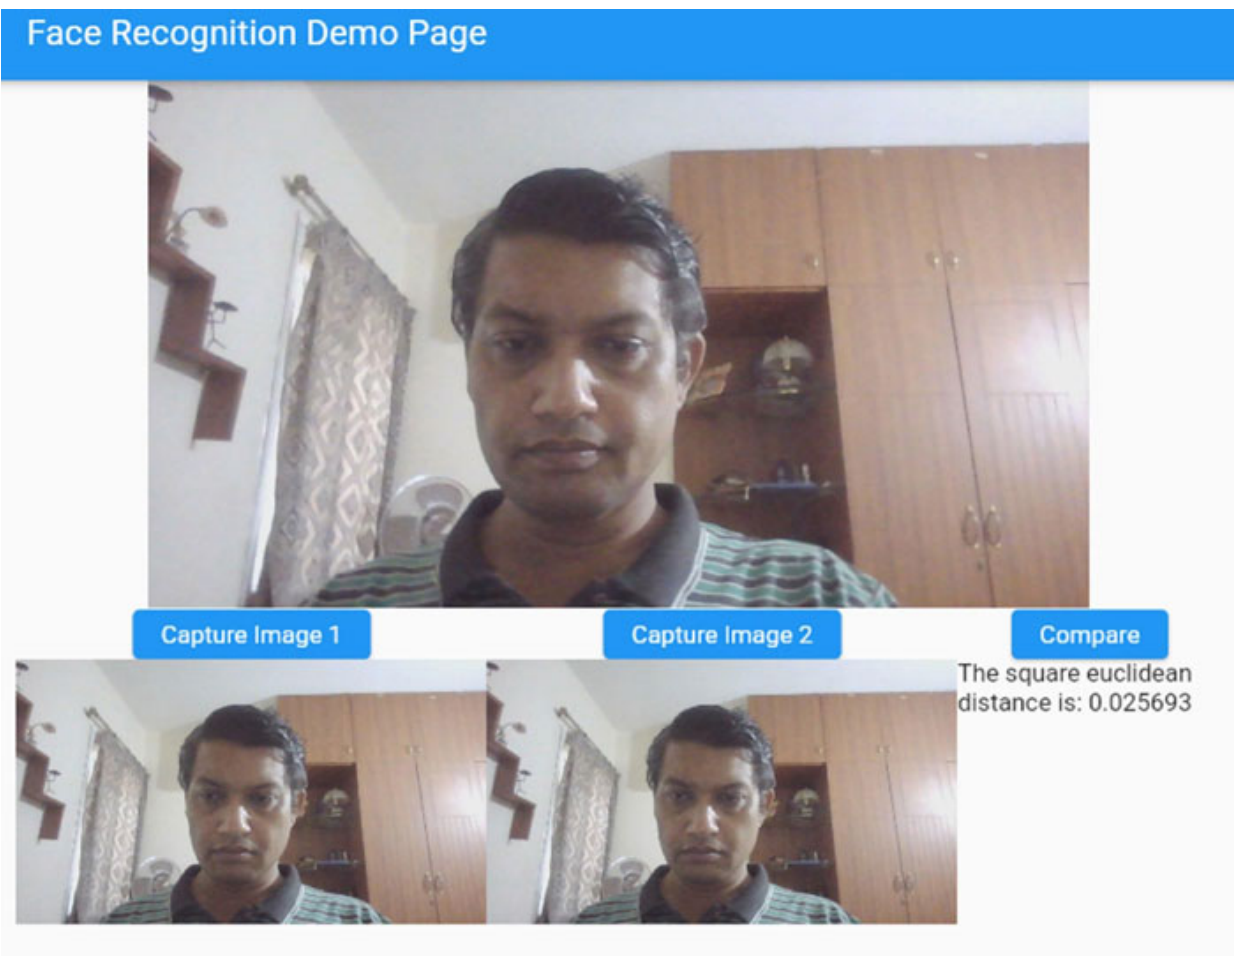 Face Recognition Demo Page
Capture Image 1
Capture Image 2
Compare
The square euclidean
distance is: 0.025693